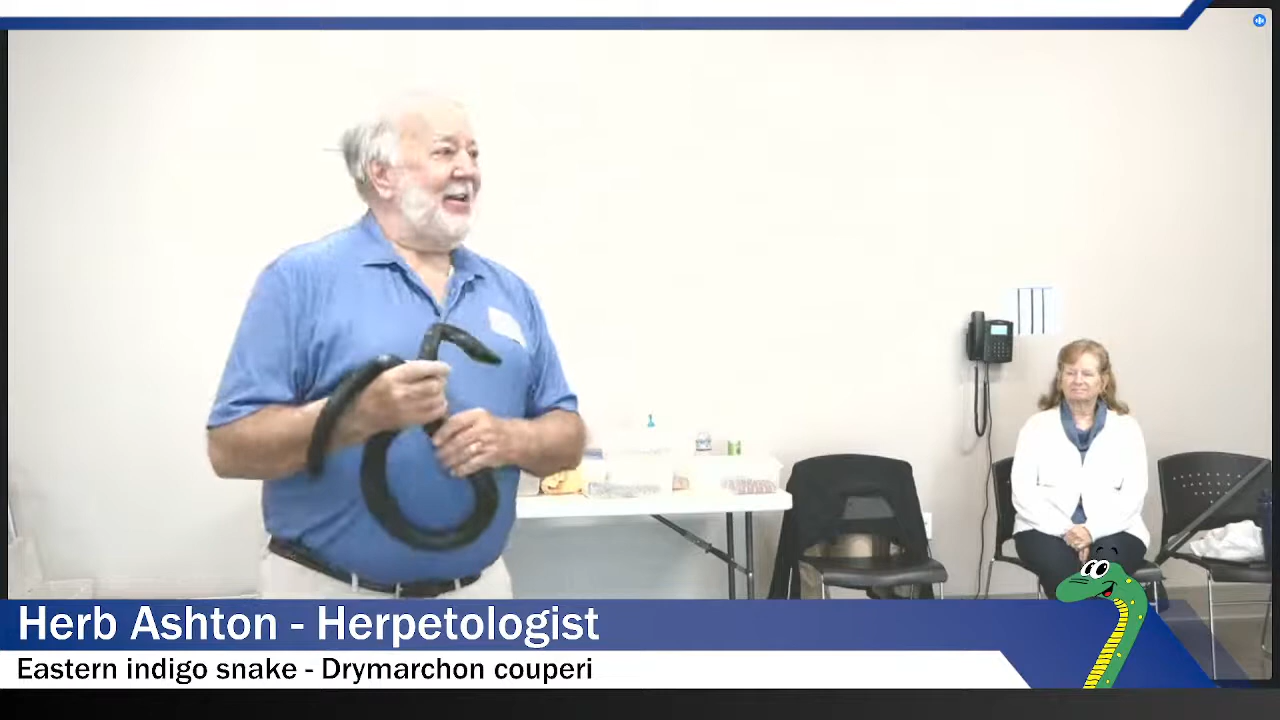 Herb Ashton - Herpetologist
Eastern indigo snake - Drymarchon couperi